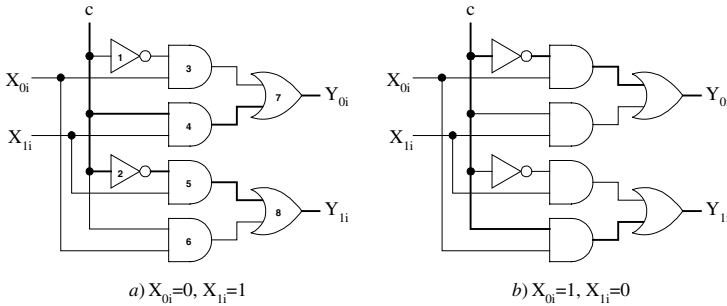 c
c
1
3
X0i
X0i
7
Y0i
Y0i
4
X1i
X1i
2
5
8
Y1i
Y1i
6
a) X0i=0, X1i=1
b) X0i=1, X1i=0